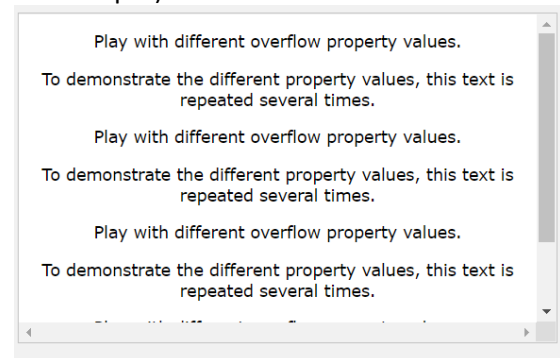 Play with different overflow property values.
To demonstrate the different property values, this text is
repeated several times.
Play with different overflow property values.
To demonstrate the different property values, this text is
repeated several times.
Play with different overflow property values.
To demonstrate the different property values, this text is
repeated several times.